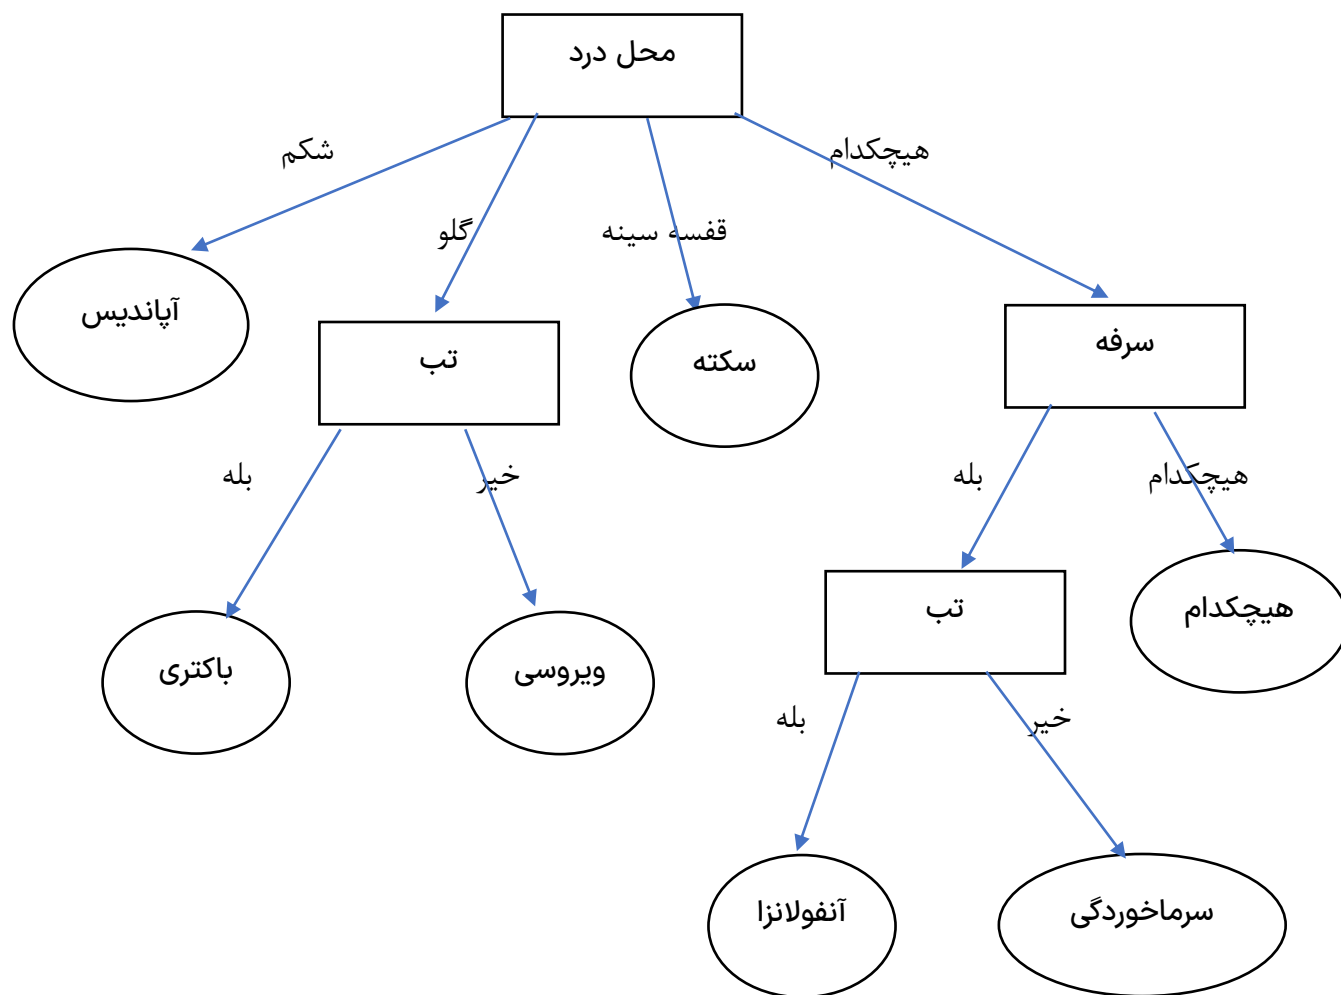 محل درد
هیچکدام
قفسه سینه
گلو
شکم
سرفه
سکته
تب
آپاندیس
هیچکدام
بله
خیر
بله
هیچکدام
تب
ویروسی
باکتری
خیر
بله
سرماخوردگی
آنفولانزا